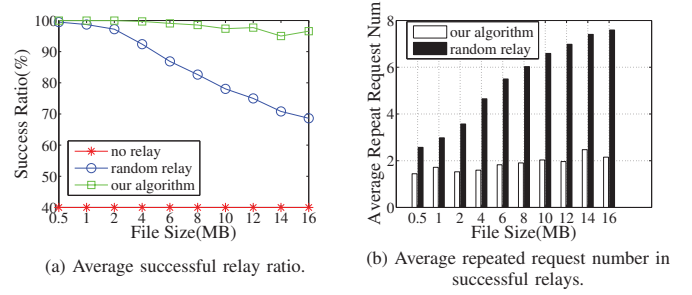 100
90
80
70
60
50
40
Success Ratio(%)
no relay
random relay
our algorithm
0.5 1 2 4 6 8 10 12 14 16
File Size(MB)
(a) Average successful relay ratio.
8
6
4
2
0
Average Repeat Request Num
our algorithm
random relay
0.5 1 2 4 6 8 10 12 14 16
File Size(MB)
(b) Average repeated request number in
successful relays.